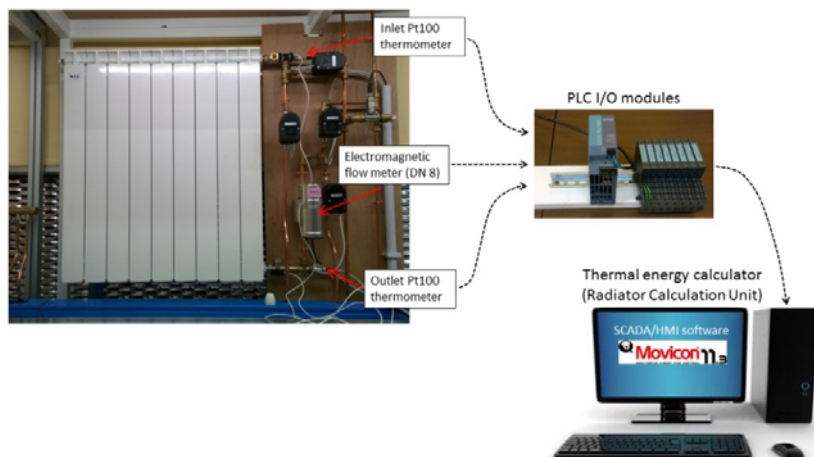 Inlet Pt100
thermometer
PLC I/O modules
Electromagnetic
flow meter (DN 8)
Outlet Pt100
thermometer
Thermal energy calculator
(Radiator Calculation Unit)
SCADA/HMI software
Movicon 11.3